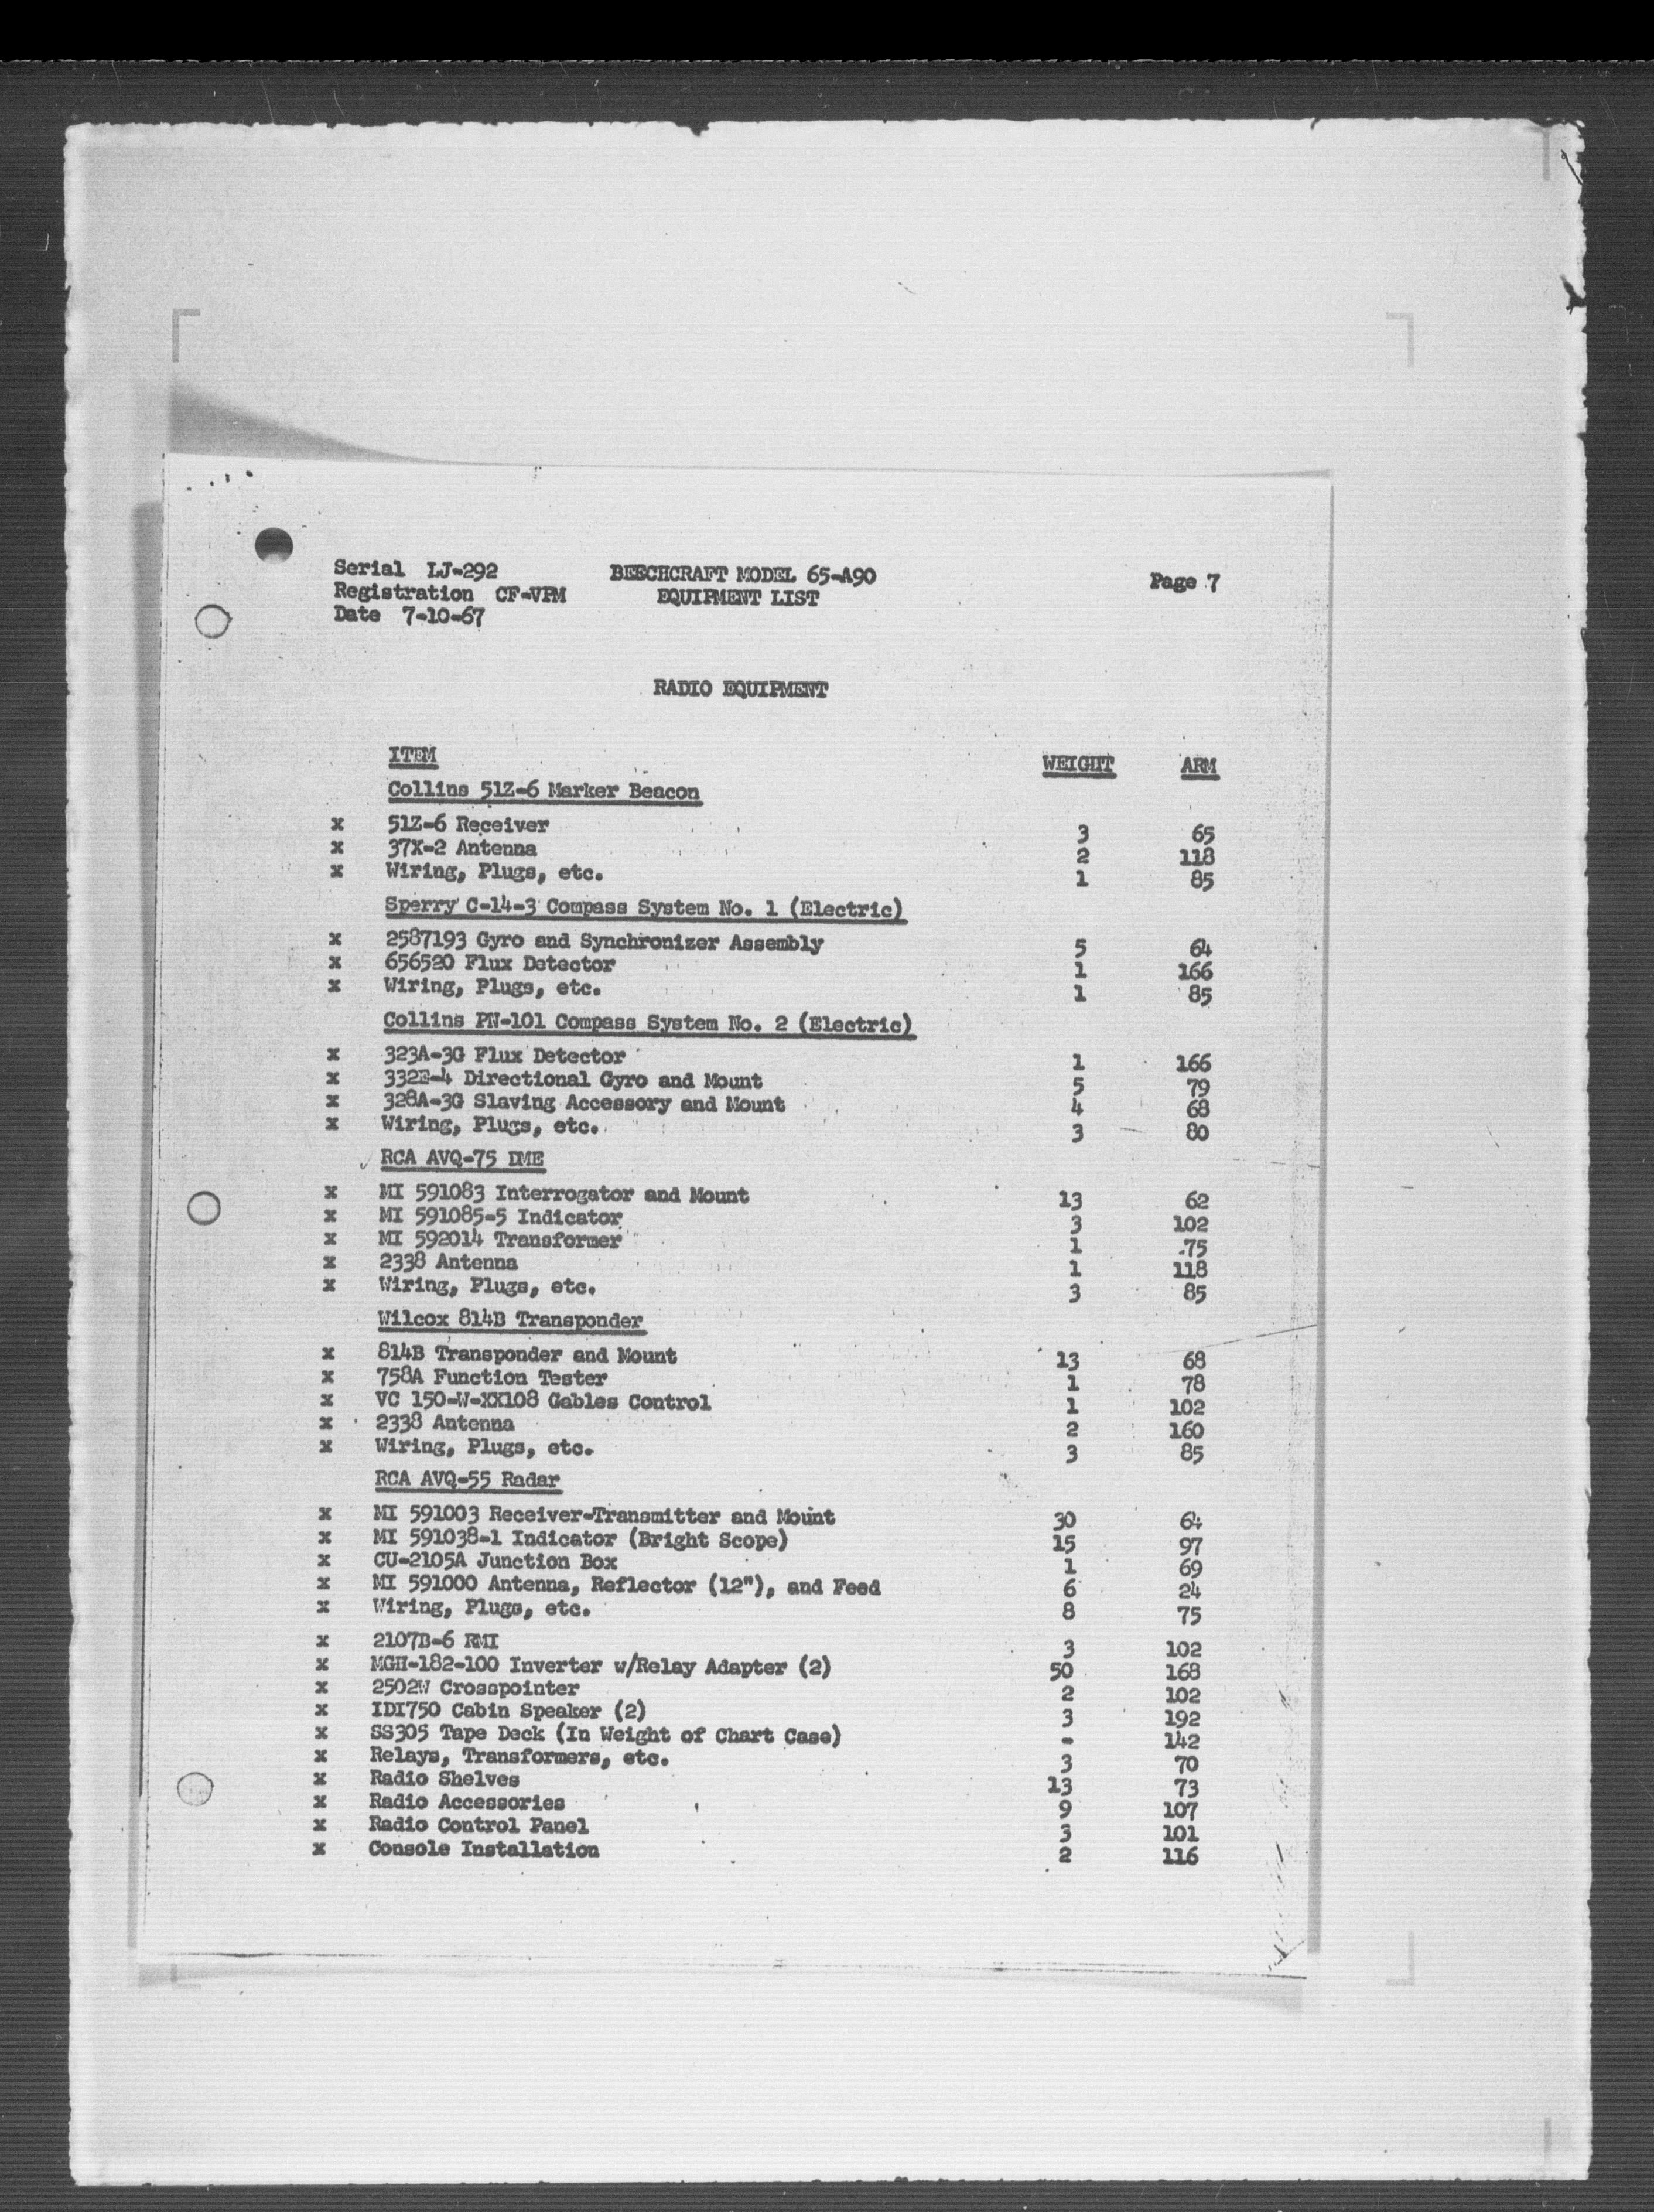 Serial LJ-292 BEECHCRAFT MODEL 65-A90 Page 7
Registration CF-VPM EQUIPMENT LIST
Date 7-10-67
RADIO EQUIPMENT
ITEM WEIGHT ARM
Collins 51Z-6 Marker Beacon
x 51Z-6 Receiver 3 65
x 37X-2 Antenna 2 118
x Wiring, Plugs, etc. 1 85
Sperry C-14-3 Compass System No. 1 (Electric)
x 2587193 Gyro and Synchronizer Assembly 5 64
x 656520 Flux Detector 1 166
x Wiring, Plugs, etc. 1 85
Collins PN-101 Compass System No. 2 (Electric)
x 323A-3G Flux Detector 1 166
x 332E-4 Directional Gyro and Mount 5 79
x 328A-3G Slaving Accessory and Mount 4 68
x Wiring, Plugs, etc. 3 80
RCA AVQ-75 DME
x MI 591083 Interrogator and Mount 13 62
x MI 591085-5 Indicator 3 102
x MI 592014 Transformer 1 75
x 2338 Antenna 1 118
x Wiring, Plugs, etc. 3 85
Wilcox 814B Transponder
x 814B Transponder and Mount 13 68
x 758A Function Tester 1 78
x VC 150-W-XX108 Gables Control 1 102
x 2338 Antenna 2 160
x Wiring, Plugs, etc. 3 85
RCA AVQ-55 Radar
x MI 591003 Receiver-Transmitter and Mount 30 64
x MI 591038-1 Indicator (Bright Scope) 15 97
x CU-2105A Junction Box 1 69
x MI 591000 Antenna, Reflector (12"), and Feed 6 24
x Wiring, Plugs, etc. 8 75
x 2107B-6 RMI 3 102
x MGH-182-100 Inverter w/Relay Adapter (2) 50 168
x 2502W Crosspointer 2 102
x IDI750 Cabin Speaker (2) 3 192
x SS305 Tape Deck (In Weight of Chart Case) - 142
x Relays, Transformers, etc. 3 70
x Radio Shelves 13 73
x Radio Accessories 9 107
x Radio Control Panel 3 101
x Console Installation 2 116